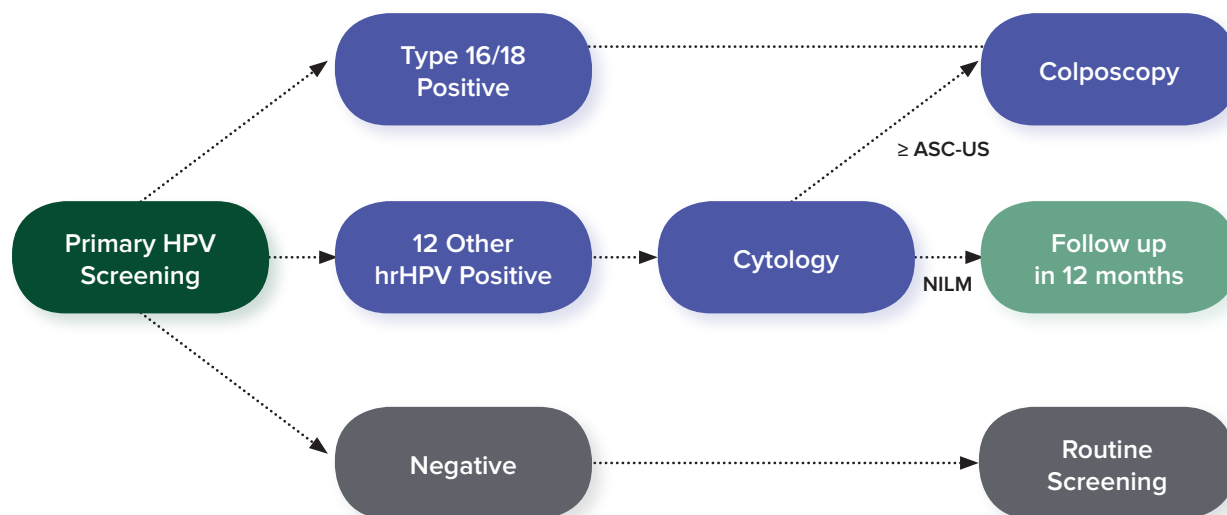 Type 16/18
Positive
Colposcopy
≥ ASC-US
Primary HPV
Screening
12 Other
hrHPV Positive
Cytology
NILM
Follow up
in 12 months
Negative
Routine
Screening